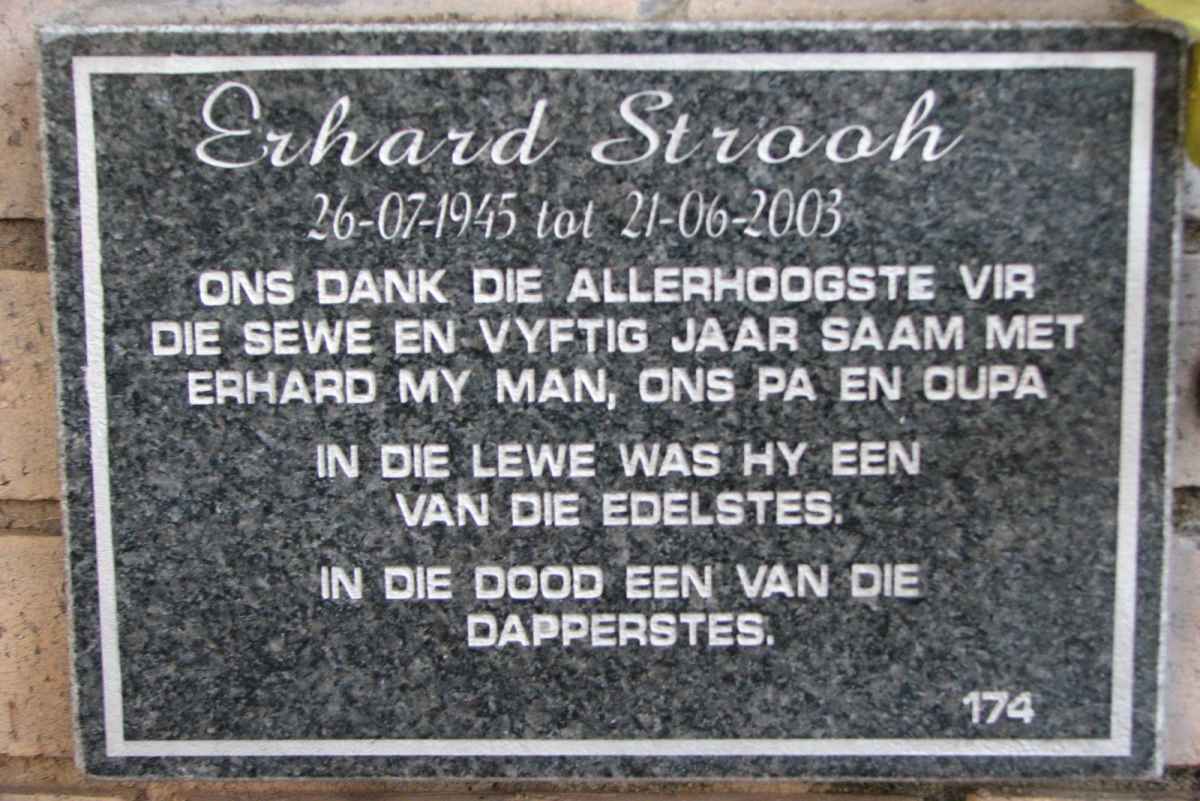 Erhard Strooh
26-07-1945 tot 21-06-2003
ONS DANK DIE ALLERHOOGSTE VIR
DIE SEWE EN VYFTIG JAAR SAAM MET
ERHARD MY MAN, ONS PA EN OUPA
IN DIE LEWE WAS HY EEN
VAN DIE EDELSTES.
IN DIE DOOD EEN VAN DIE
DAPPERSTES.
174